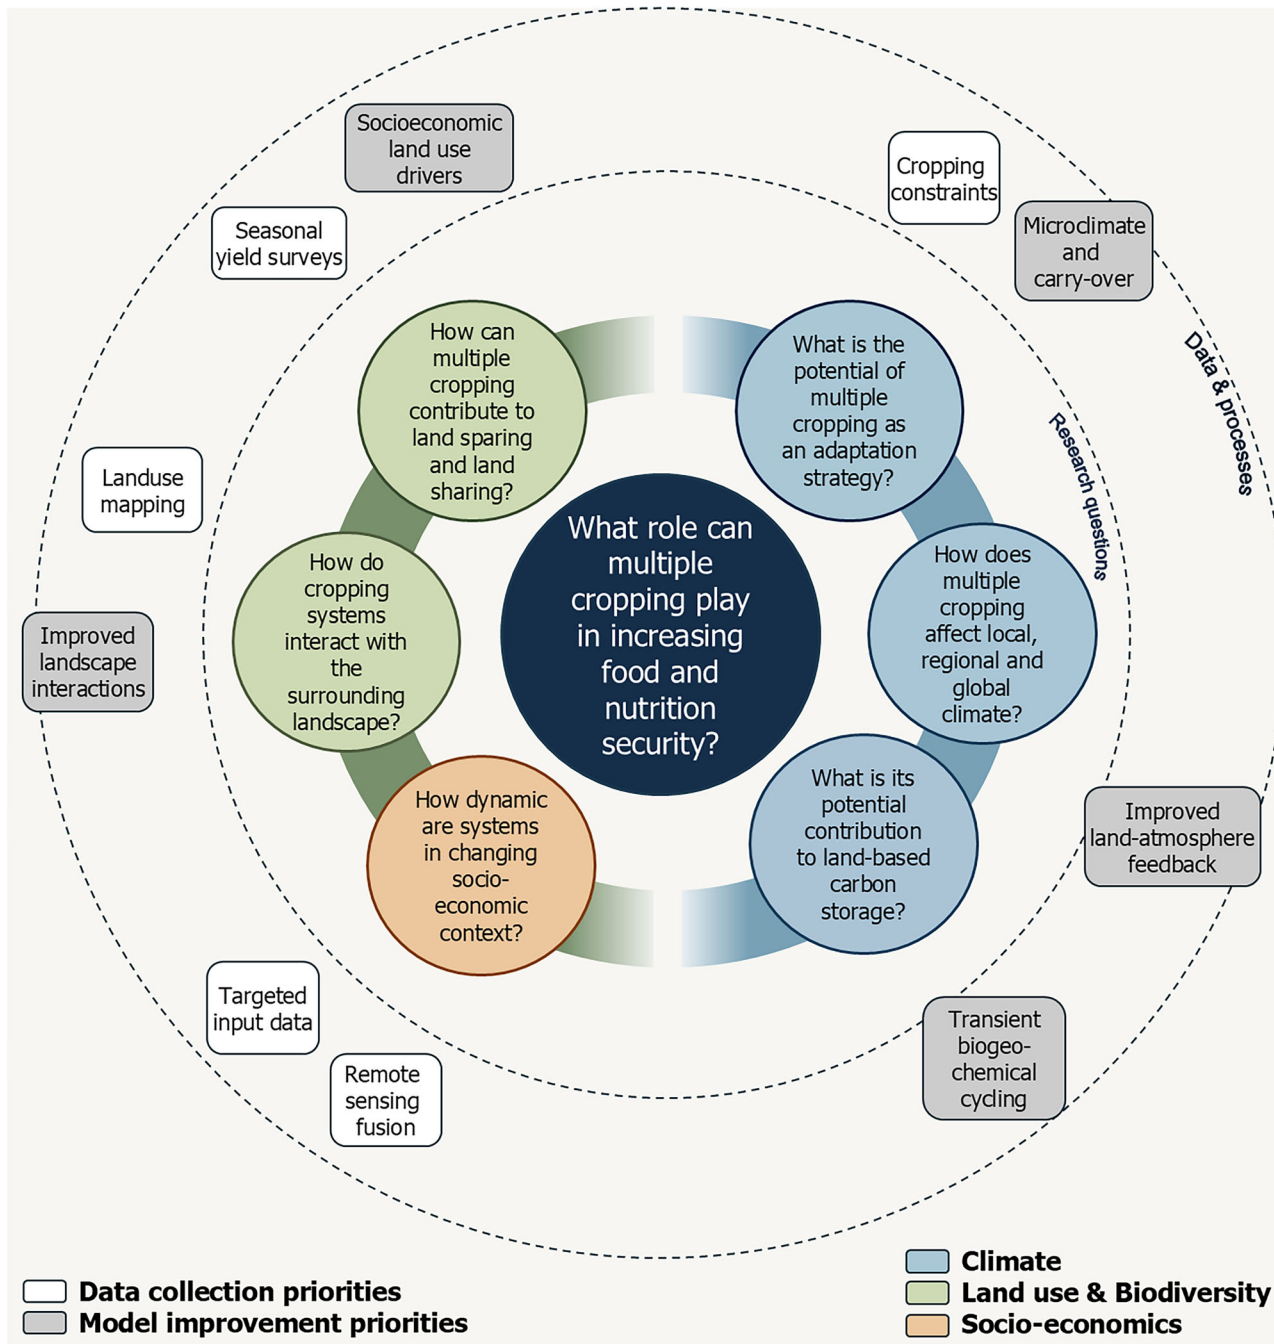 Socioeconomic
land use
drivers
Cropping
constraints
Seasonal
yield surveys
Microclimate
and
carry-over
Data & processes
Research questions
How can
multiple
cropping
contribute to
land sparing
and land
sharing?
What is the
potential of
multiple
cropping as
an adaptation
strategy?
Landuse
mapping
What role can
multiple
cropping play
in increasing
food and
nutrition
security?
How do
cropping
systems
interact with
the
surrounding
landscape?
How does
multiple
cropping
affect local,
regional and
global
climate?
Improved
landscape
interactions
How dynamic
are systems
in changing
socio-
economic
context?
What is its
potential
contribution
to land-based
carbon
storage?
Improved
land-atmosphere
feedback
Targeted
input data
Transient
biogeo-
chemical
cycling
Remote
sensing
fusion
Data collection priorities
Model improvement priorities
Climate
Land use & Biodiversity
Socio-economics